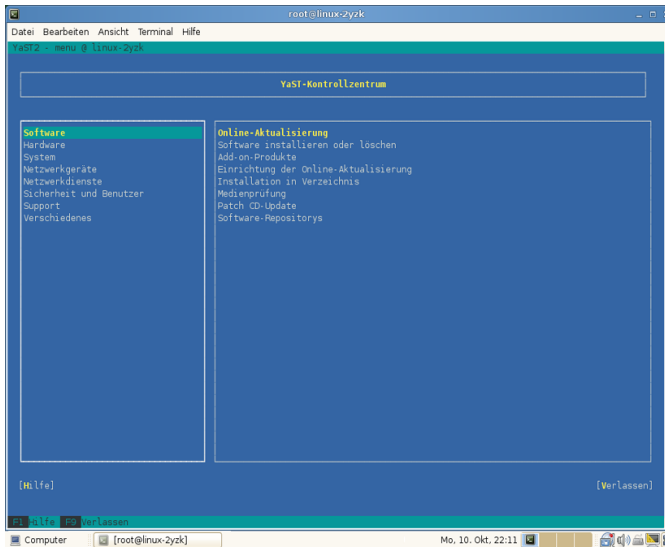 root@linux-2yzk
Datei Bearbeiten Ansicht Terminal Hilfe
YaST2 - menu @ linux-2yzk
YaST-Kontrollzentrum
Software
Hardware
System
Netzwerkgeräte
Netzwerkdienste
Sicherheit und Benutzer
Support
Verschiedenes
Online-Aktualisierung
Software installieren oder löschen
Add-on-Produkte
Einrichtung der Online-Aktualisierung
Installation in Verzeichnis
Medienprüfung
Patch CD-Update
Software-Repositorys
[Hilfe]
[Verlassen]
F1 Hilfe F9 Verlassen
Computer [root@linux-2yzk] Mo, 10. Okt, 22:11